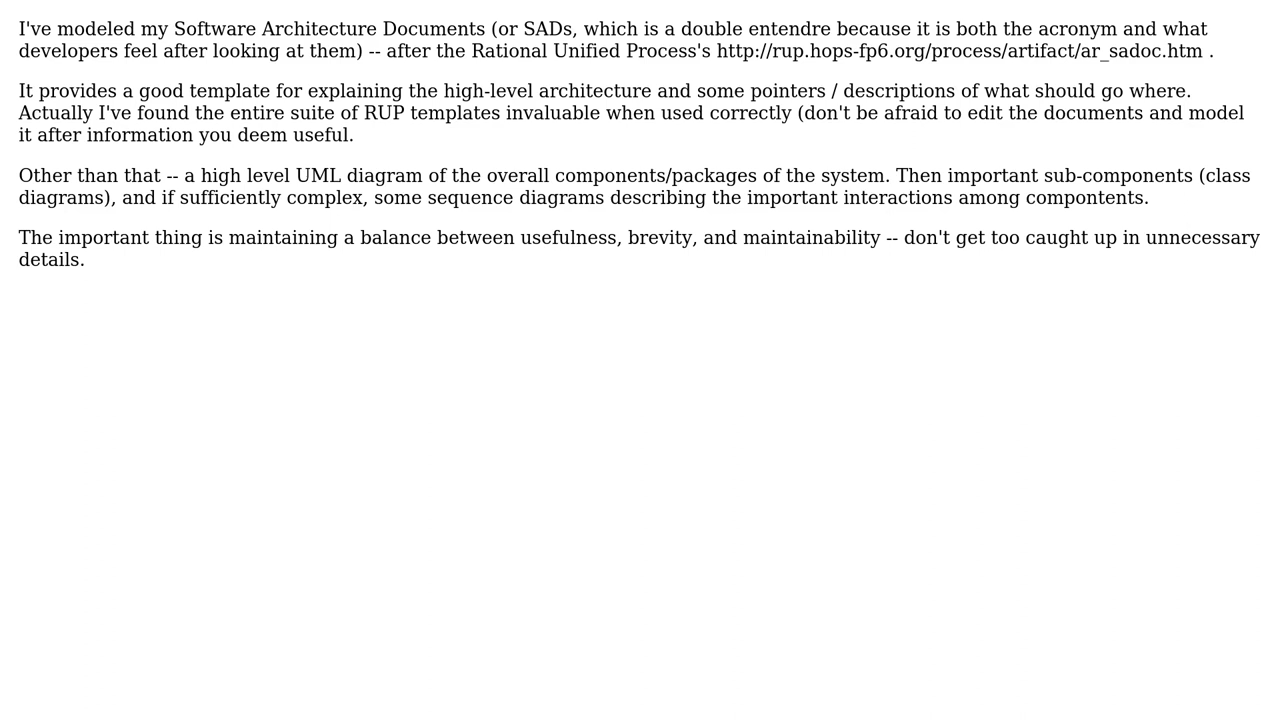 I've modeled my Software Architecture Documents (or SADs, which is a double entendre because it is both the acronym and what
developers feel after looking at them) -- after the Rational Unified Process's http://rup.hops-fp6.org/process/artifact/ar_sadoc.htm .
It provides a good template for explaining the high-level architecture and some pointers / descriptions of what should go where.
Actually I've found the entire suite of RUP templates invaluable when used correctly (don't be afraid to edit the documents and model
it after information you deem useful.
Other than that -- a high level UML diagram of the overall components/packages of the system. Then important sub-components (class
diagrams), and if sufficiently complex, some sequence diagrams describing the important interactions among compontents.
The important thing is maintaining a balance between usefulness, brevity, and maintainability -- don't get too caught up in unnecessary
details.